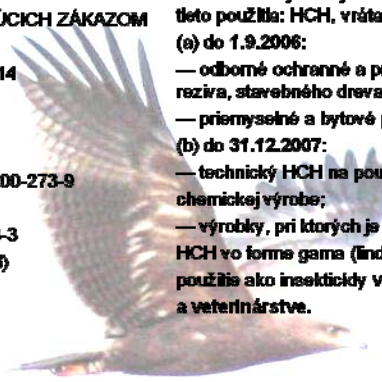 ÚCICH ZÁKAZOM
14
00-273-9
-3
)
tieto použitia: HCH, vráta
(a) do 1.9.2006:
— odborné ochranné a p
reziva, stavebného dreva
— priemyselné a bytové p
(b) do 31.12.2007:
— technický HCH na pou
chemickej výrobe;
— výrobky, pri ktorých je
HCH vo forme gama (lind
použitie ako insekticídy v
a veterinárstve.